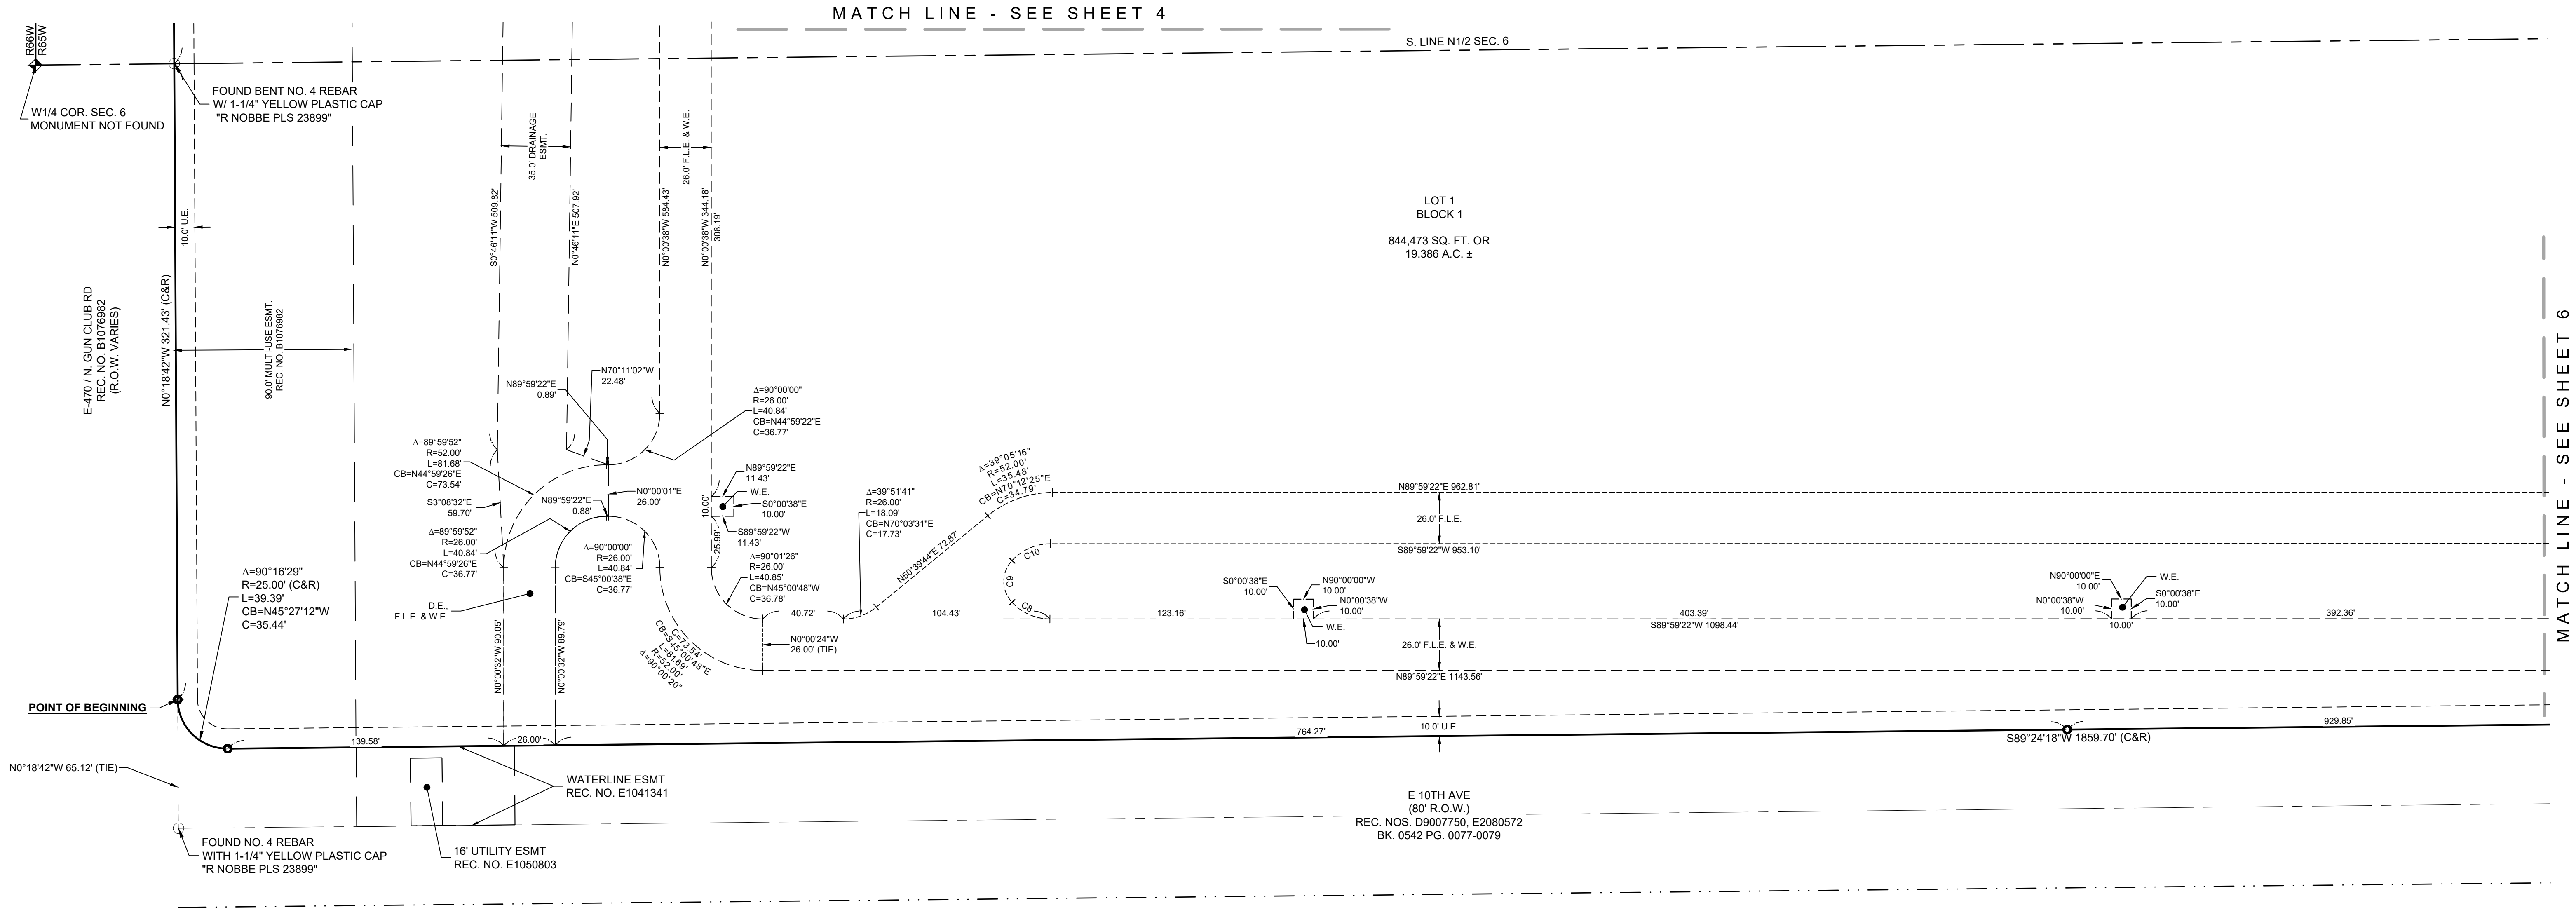 MATCH LINE - SEE SHEET 4
R66W
R65W
S. LINE N1/2 SEC. 6
W1/4 COR. SEC. 6
MONUMENT NOT FOUND
FOUND BENT NO. 4 REBAR
W/ 1-1/4" YELLOW PLASTIC CAP
"R NOBBE PLS 23899"
35.0' DRAINAGE
ESMT.
26.0' F.L.E. & W.E.
10.0' U.E.
S0°46'11"W 509.82'
N0°46'11"E 507.92'
N0°00'38"W 584.43'
N0°00'38"W 344.18'
308.19'
LOT 1
BLOCK 1
844,473 SQ. FT. OR
19.386 A.C. ±
E-470 / N. GUN CLUB RD
REC. NO. B1076982
(R.O.W. VARIES)
N0°18'42"W 321.43' (C&R)
90.0' MULTI-USE ESMT.
REC. NO. B1076982
MATCH LINE - SEE SHEET 6
N70°11'02"W
22.48'
N89°59'22"E
0.89'
Δ=90°00'00"
R=26.00'
L=40.84'
CB=N44°59'22"E
C=36.77'
Δ=89°59'52"
R=52.00'
L=81.68'
CB=N44°59'26"E
C=73.54'
S3°08'32"E
59.70'
N89°59'22"E
0.88'
N0°00'01"E
26.00'
N89°59'22"E
11.43'
W.E.
S0°00'38"E
10.00'
10.00'
S89°59'22"W
11.43'
25.99'
Δ=39°51'41"
R=26.00'
L=18.09'
CB=N70°03'31"E
C=17.73'
Δ=39°05'16"
R=52.00'
L=35.48'
CB=N70°12'25"E
C=34.79'
N50°39'44"E 72.87'
N89°59'22"E 962.81'
26.0' F.L.E.
S89°59'22"W 953.10'
C10
C9
C8
Δ=89°59'52"
R=26.00'
L=40.84'
CB=N44°59'26"E
C=36.77'
Δ=90°00'00"
R=26.00'
L=40.84'
CB=S45°00'38"E
C=36.77'
Δ=90°01'26"
R=26.00'
L=40.85'
CB=N45°00'48"W
C=36.78'
Δ=90°16'29"
R=25.00' (C&R)
L=39.39'
CB=N45°27'12"W
C=35.44'
D.E.,
F.L.E. & W.E.
N0°00'32"W 90.05'
N0°00'32"W 89.79'
C=73.54'
CB=S45°00'48"E
L=81.69'
R=52.00'
Δ=90°00'20"
40.72'
104.43'
123.16'
N0°00'24"W
26.00' (TIE)
S0°00'38"E
10.00'
N90°00'00"W
10.00'
N0°00'38"W
10.00'
W.E.
10.00'
403.39'
S89°59'22"W 1098.44'
N90°00'00"E
10.00'
W.E.
N0°00'38"W
10.00'
S0°00'38"E
10.00'
10.00'
392.36'
26.0' F.L.E. & W.E.
N89°59'22"E 1143.56'
POINT OF BEGINNING
139.58'
26.00'
764.27'
10.0' U.E.
929.85'
S89°24'18"W 1859.70' (C&R)
N0°18'42"W 65.12' (TIE)
WATERLINE ESMT
REC. NO. E1041341
E 10TH AVE
(80' R.O.W.)
REC. NOS. D9007750, E2080572
BK. 0542 PG. 0077-0079
FOUND NO. 4 REBAR
WITH 1-1/4" YELLOW PLASTIC CAP
"R NOBBE PLS 23899"
16' UTILITY ESMT
REC. NO. E1050803